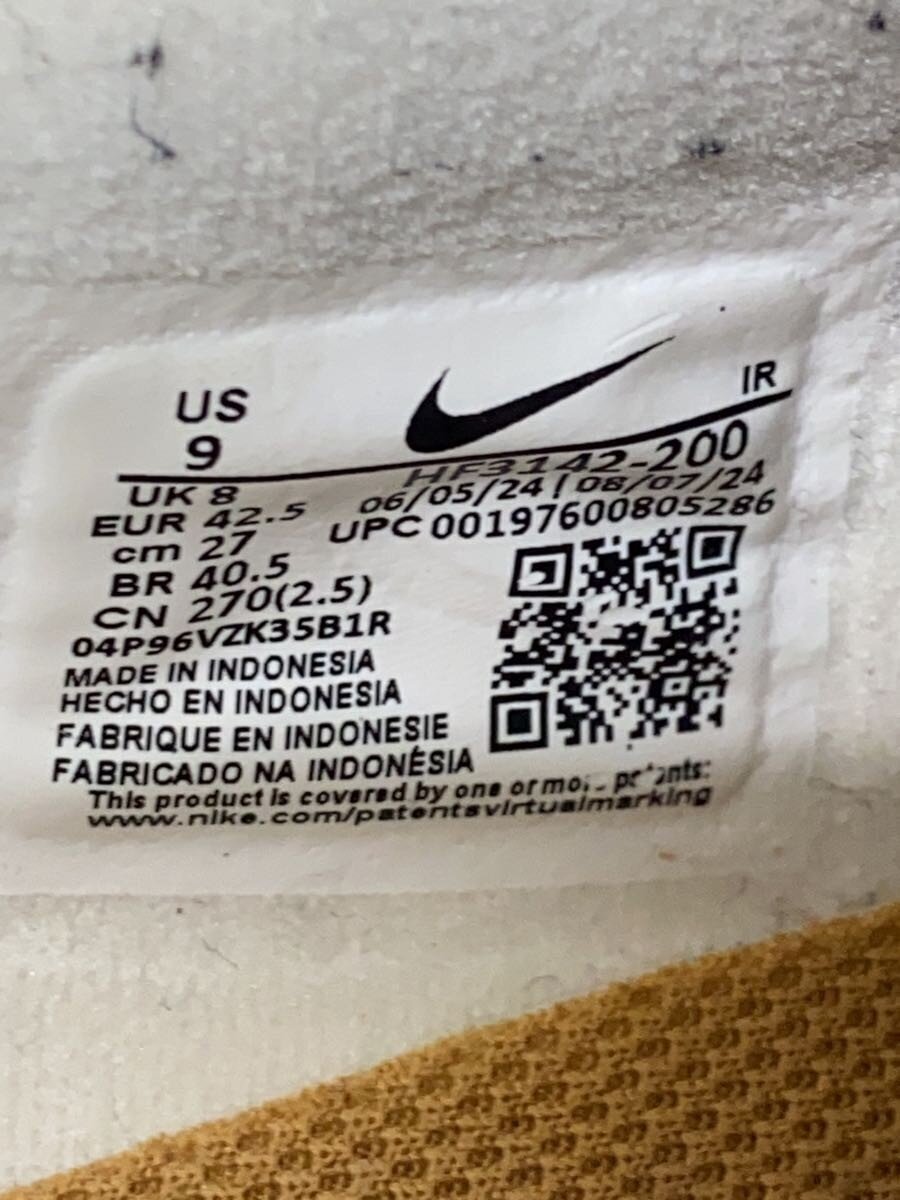 US
9
IR
UK 8
EUR 42.5
cm 27
BR 40.5
CN 270(2.5)
HF3142-200
06/05/24 | 08/07/24
UPC 00197600805286
04P96VZK35B1R
MADE IN INDONESIA
HECHO EN INDONESIA
FABRIQUE EN INDONESIE
FABRICADO NA INDONÉSIA
This product is covered by one or more patents:
www.nike.com/patentsvirtualmarking